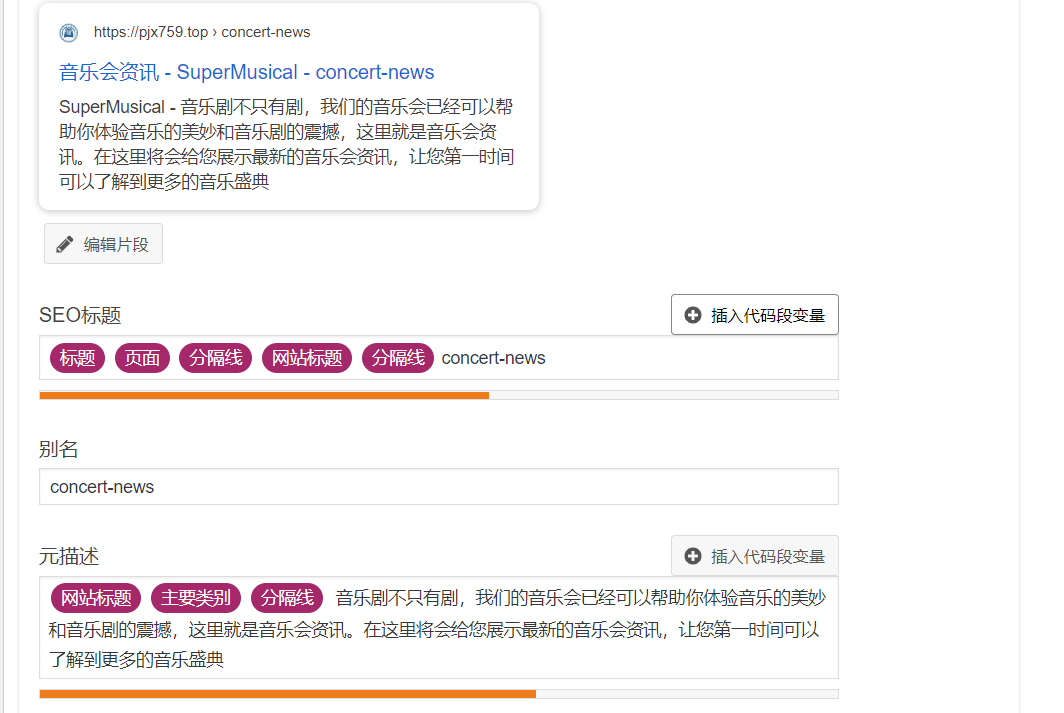 https://pjx759.top › concert-news
音乐会资讯 - SuperMusical - concert-news
SuperMusical - 音乐剧不只有剧，我们的音乐会已经可以帮
助你体验音乐的美妙和音乐剧的震撼，这里就是音乐会资
讯。在这里将会给您展示最新的音乐会资讯，让您第一时间
可以了解到更多的音乐盛典
编辑片段
SEO标题
插入代码段变量
标题 页面 分隔线 网站标题 分隔线 concert-news
别名
concert-news
元描述
插入代码段变量
网站标题 主要类别 分隔线 音乐剧不只有剧，我们的音乐会已经可以帮助你体验音乐的美妙
和音乐剧的震撼，这里就是音乐会资讯。在这里将会给您展示最新的音乐会资讯，让您第一时间可以
了解到更多的音乐盛典